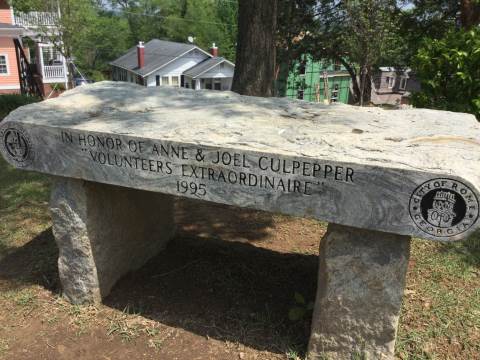 IN HONOR OF ANNE & JOEL CULPEPPER
"VOLUNTEERS EXTRAORDINAIRE"
1995
CITY OF ROME
GEORGIA